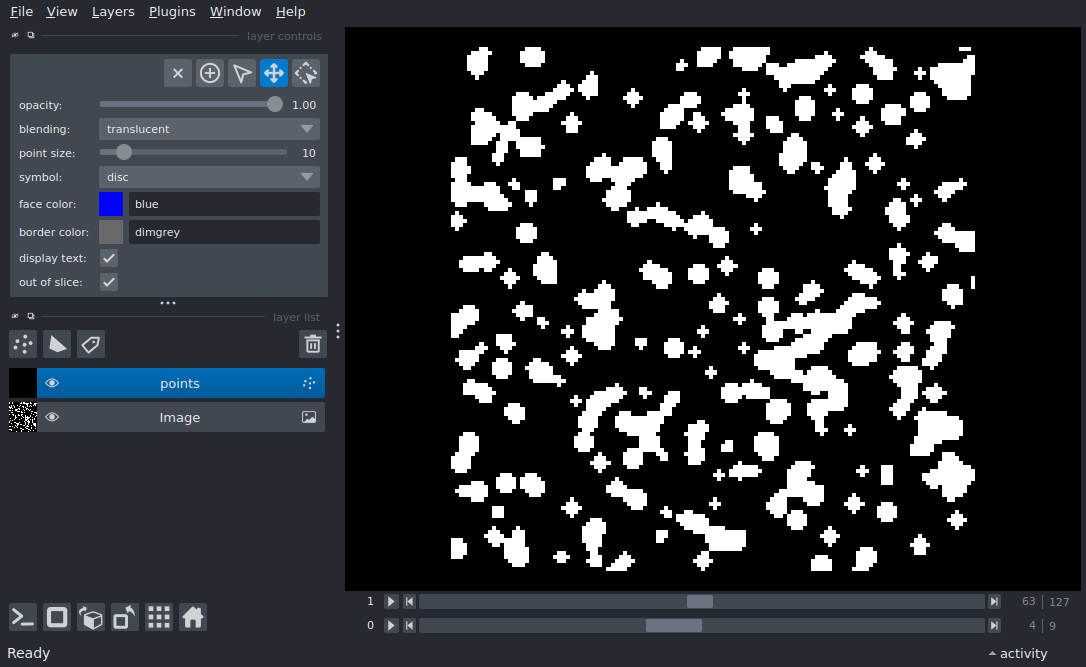 File View Layers Plugins Window Help
layer controls
opacity: 1.00
blending: translucent
point size: 10
symbol: disc
face color: blue
border color: dimgrey
display text:
out of slice:
layer list
points
Image
1 63 127
0 4 9
Ready activity